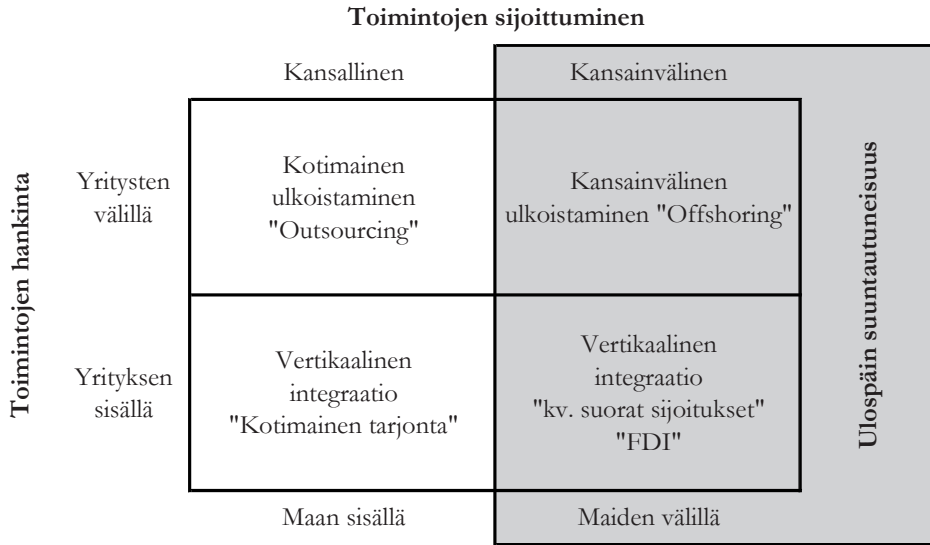 Toimintojen sijoittuminen
Kansallinen
Kansainvälinen
Toimintojen hankinta
Yritysten
välillä
Kotimainen
ulkoistaminen
"Outsourcing"
Kansainvälinen
ulkoistaminen "Offshoring"
Ulospäin suuntautuneisuus
Yrityksen
sisällä
Vertikaalinen
integraatio
"Kotimainen tarjonta"
Vertikaalinen
integraatio
"kv. suorat sijoitukset"
"FDI"
Maan sisällä
Maiden välillä